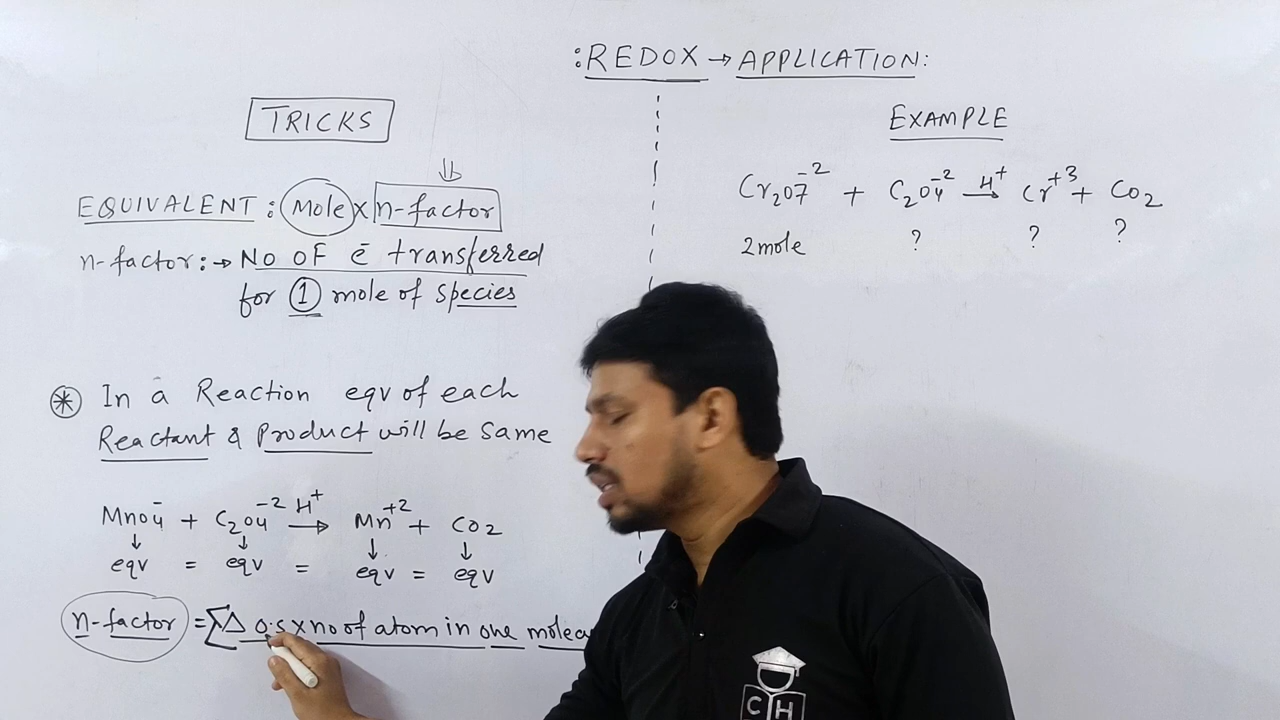 :REDOX → APPLICATION:
TRICKS
EQUIVALENT : Mole x n-factor
n-factor: → No OF ē transferred
for 1 mole of species
* In a Reaction eqv of each
Reactant & Product will be same
MnO4⁻ + C2O4⁻² H⁺ → Mn⁺² + CO2
↓ ↓ ↓ ↓
eqv = eqv = eqv = eqv
n-factor = ΣΔ O.S x no of atom in one
EXAMPLE
Cr2O7⁻² + C2O4⁻² H⁺ → Cr⁺³ + CO2
2mole ? ? ?
CH